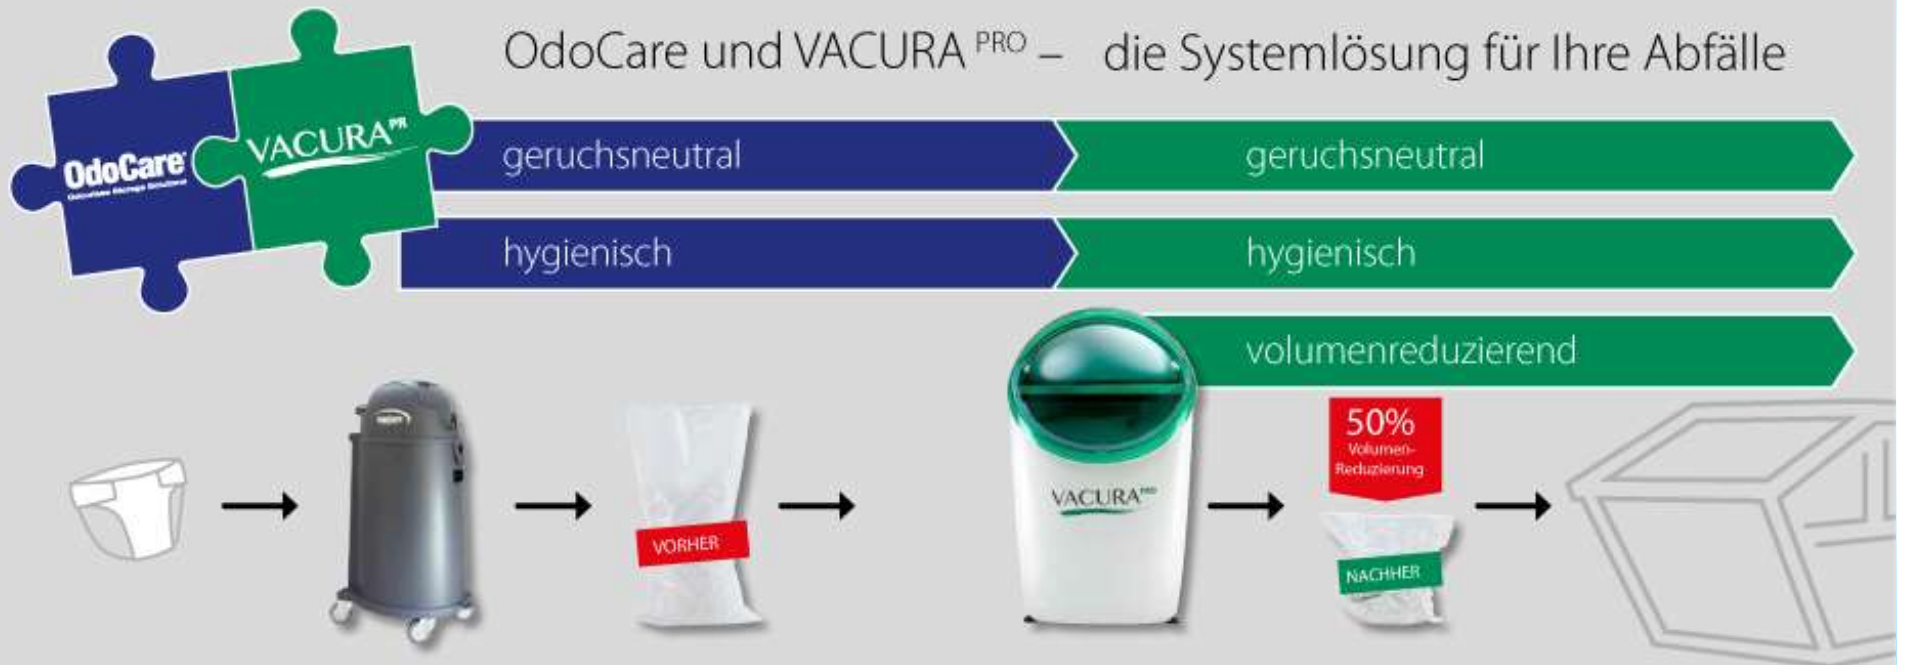 OdoCare und VACURA PRO – die Systemlösung für Ihre Abfälle
OdoCare
VACURA PR
geruchsneutral
geruchsneutral
hygienisch
hygienisch
volumenreduzierend
50%
Volumen-
Reduzierung
VACURA PRO
VORHER
NACHHER